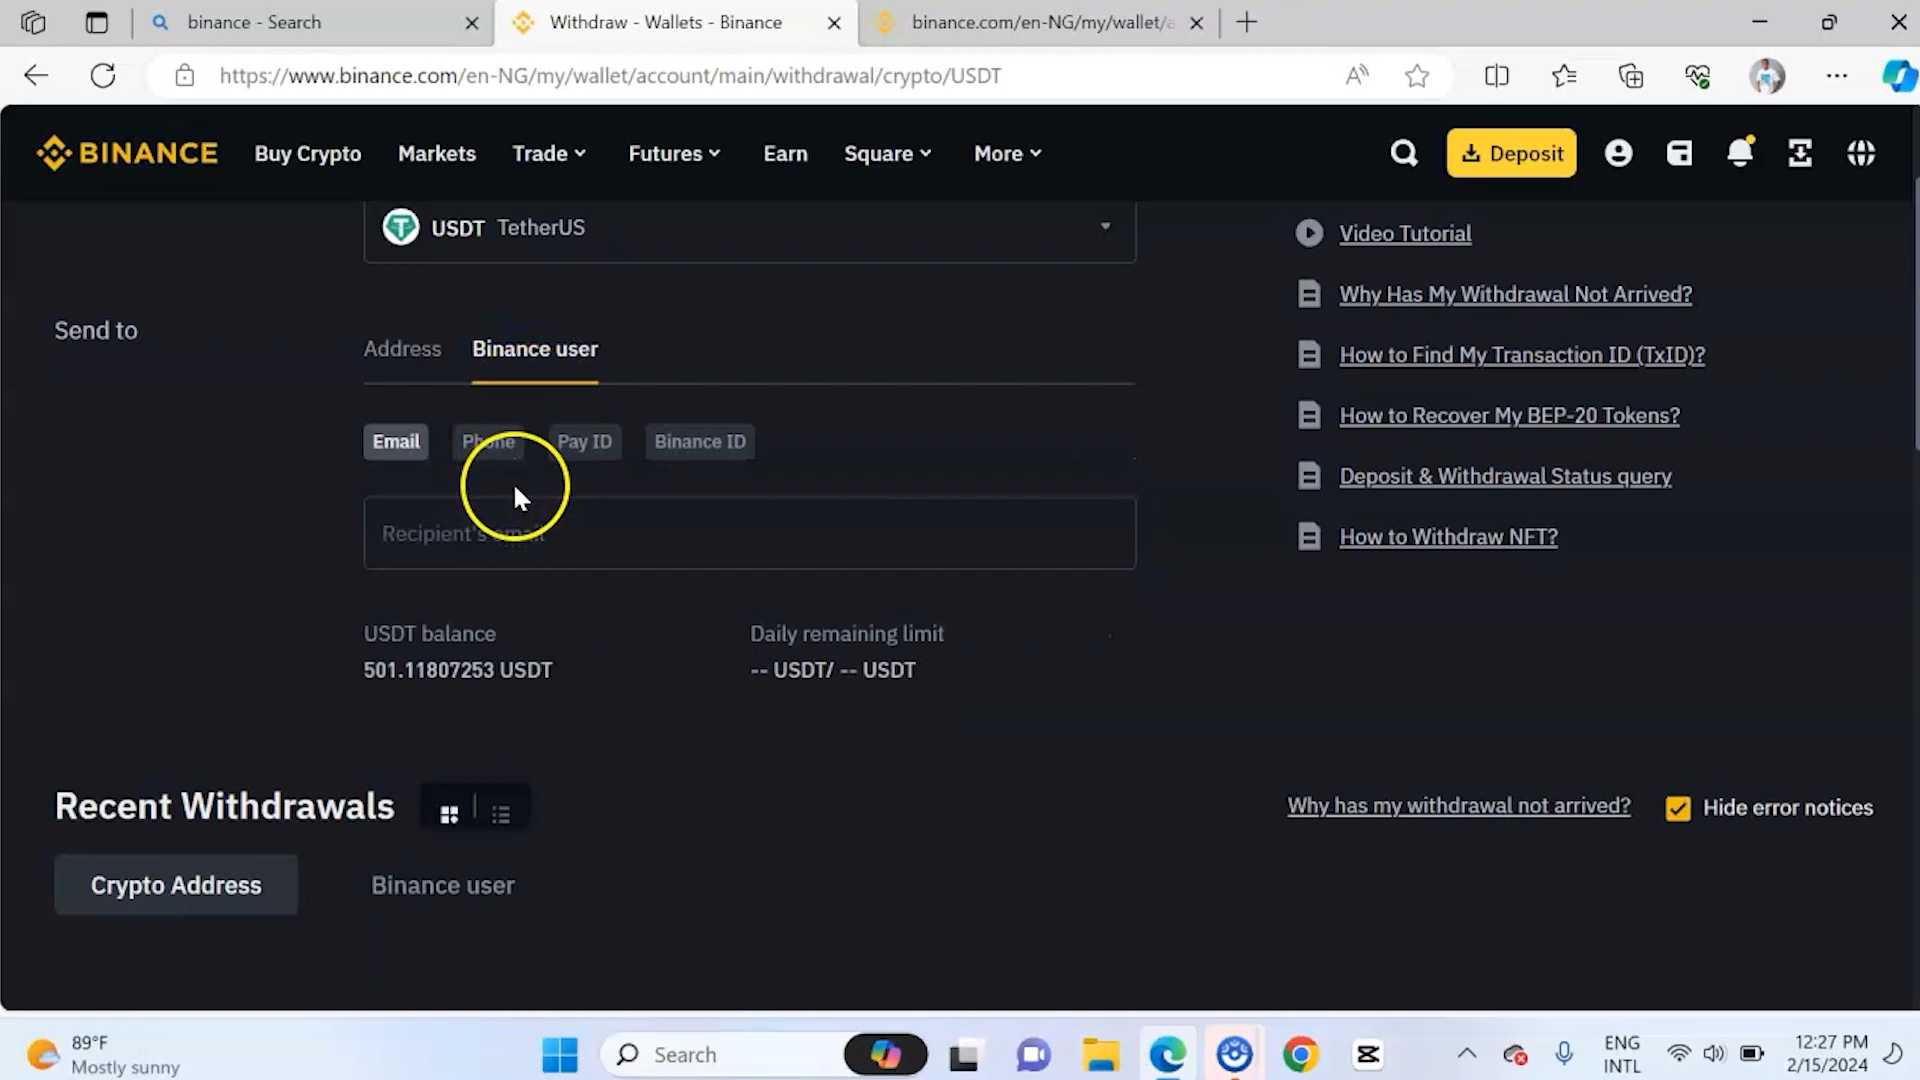 binance - Search
Withdraw - Wallets - Binance
binance.com/en-NG/my/wallet/a
https://www.binance.com/en-NG/my/wallet/account/main/withdrawal/crypto/USDT
BINANCE
Buy Crypto
Markets
Trade
Futures
Earn
Square
More
Deposit
USDT TetherUS
Video Tutorial
Why Has My Withdrawal Not Arrived?
Send to
Address
Binance user
How to Find My Transaction ID (TxID)?
How to Recover My BEP-20 Tokens?
Email
Phone
Pay ID
Binance ID
Deposit & Withdrawal Status query
Recipient's email
How to Withdraw NFT?
USDT balance
Daily remaining limit
501.11807253 USDT
-- USDT/ -- USDT
Recent Withdrawals
Why has my withdrawal not arrived?
Hide error notices
Crypto Address
Binance user
89°F
Mostly sunny
Search
ENG
INTL
12:27 PM
2/15/2024